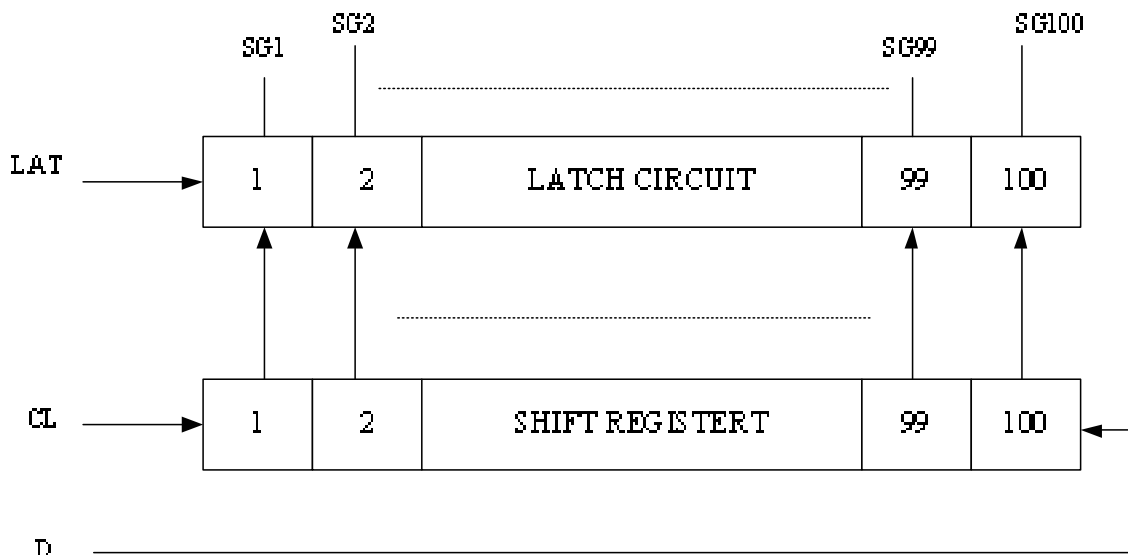 SG1
SG2
SG99
SG100
LAT
1
2
LATCH CIRCUIT
99
100
CL
1
2
SHIFT REGISTERT
99
100
D